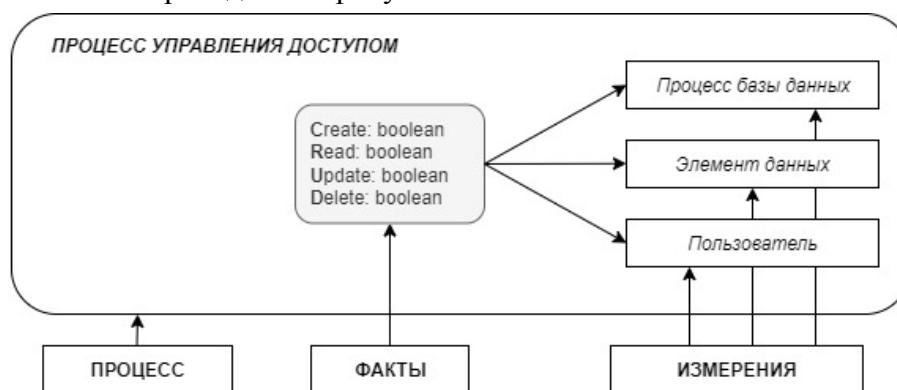 ПРОЦЕСС УПРАВЛЕНИЯ ДОСТУПОМ
Create: boolean
Read: boolean
Update: boolean
Delete: boolean
Процесс базы данных
Элемент данных
Пользователь
ПРОЦЕСС
ФАКТЫ
ИЗМЕРЕНИЯ